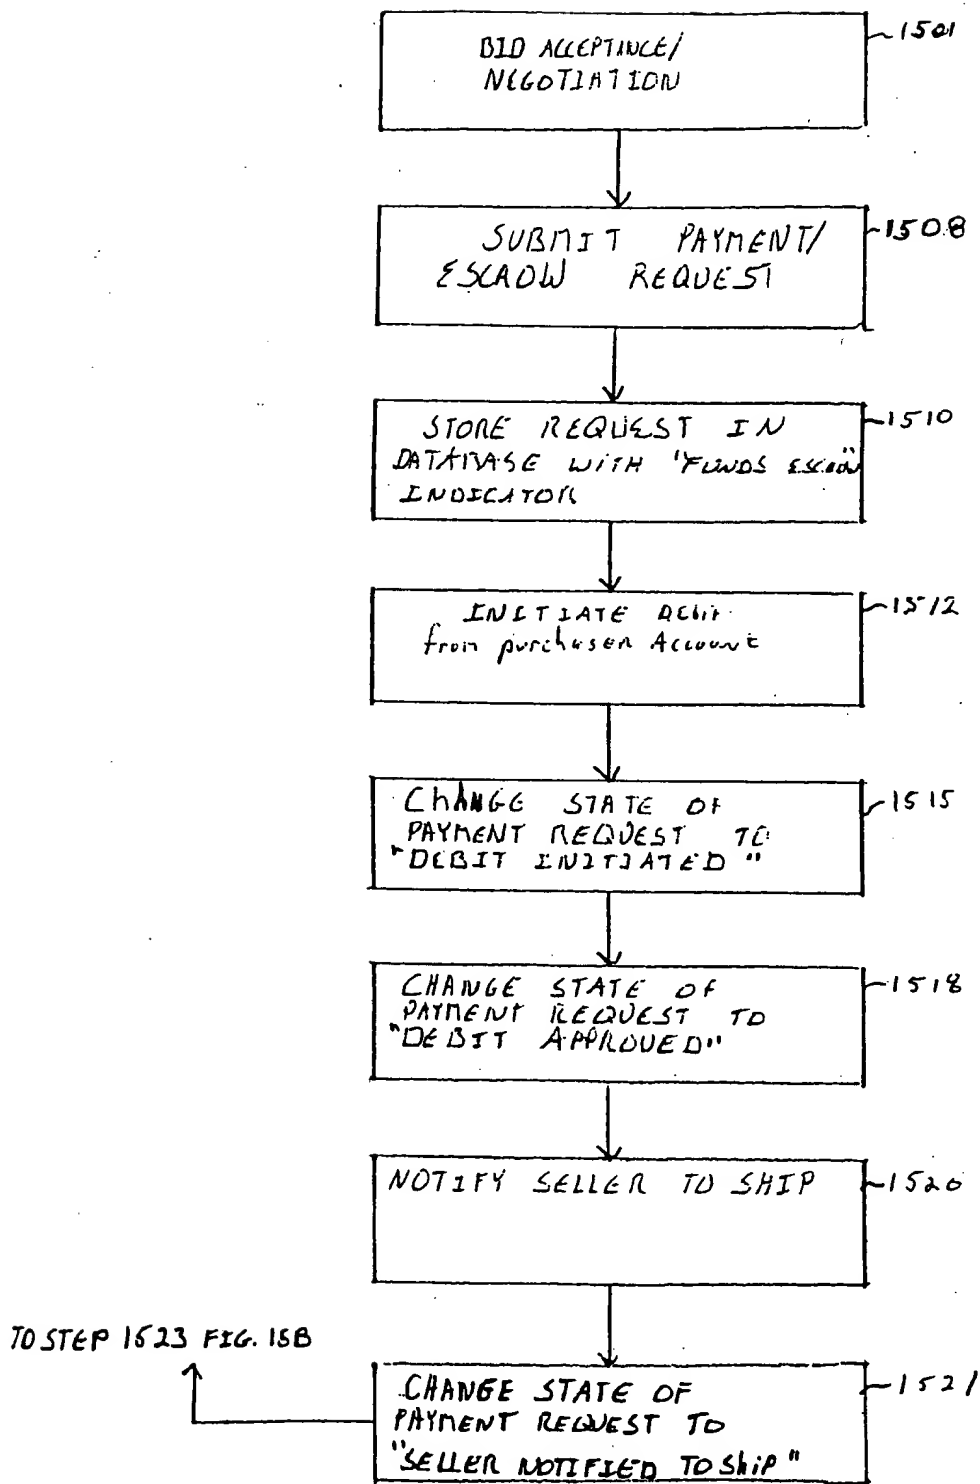 BID ACCEPTANCE/
NEGOTIATION
1501
SUBMIT PAYMENT/
ESCROW REQUEST
1508
STORE REQUEST IN
DATABASE WITH "FUNDS ESCROW"
INDICATOR
1510
INITIATE Debit
from purchaser Account
1512
ChANGE STATE OF
PAYMENT REQUEST TO
"DEBIT INITIATED"
1515
CHANGE STATE OF
PAYMENT REQUEST TO
"DEBIT APPROVED"
1518
NOTIFY SELLER TO SHIP
1520
TO STEP 1523 FIG. 15B
CHANGE STATE OF
PAYMENT REQUEST TO
"SELLER NOTIFIED TO ShiP"
1521